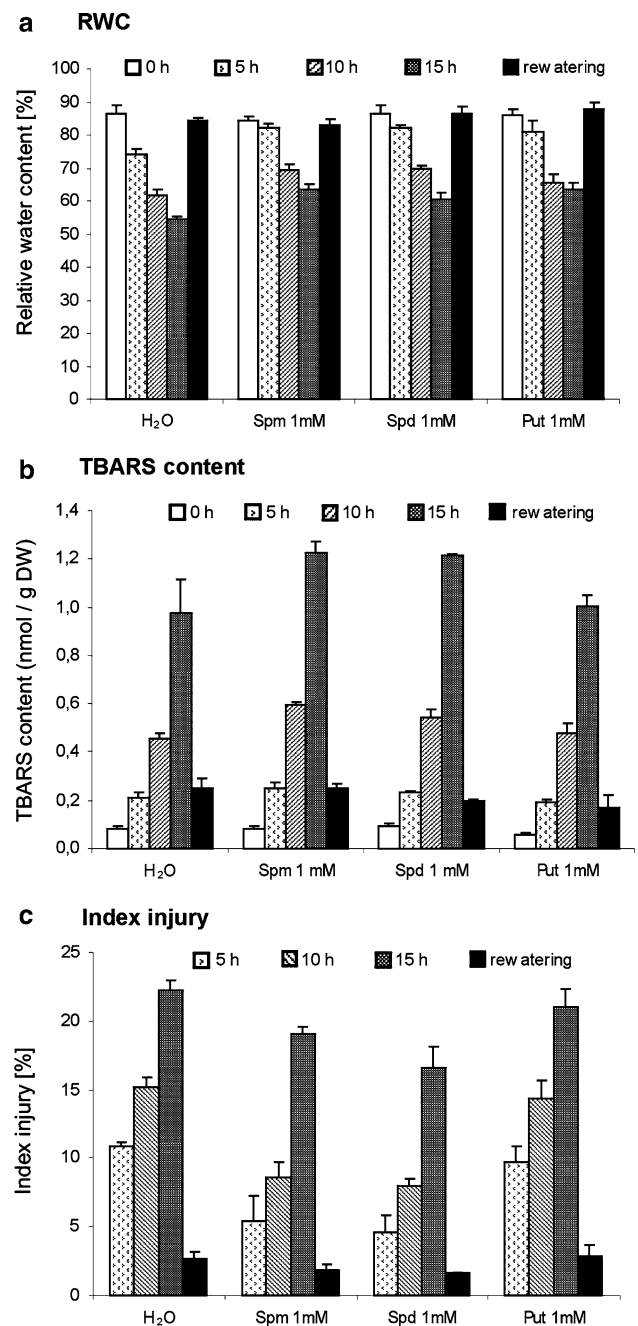 a RWC
0 h 5 h 10 h 15 h rew atering
Relative water content [%]
100
90
80
70
60
50
40
30
20
10
0
H₂O Spm 1mM Spd 1mM Put 1mM
b TBARS content
0 h 5 h 10 h 15 h rew atering
TBARS content (nmol / g DW)
1,4
1,2
1,0
0,8
0,6
0,4
0,2
0,0
H₂O Spm 1 mM Spd 1 mM Put 1mM
c Index injury
5 h 10 h 15 h rew atering
Index injury [%]
25
20
15
10
5
0
H₂O Spm 1mM Spd 1mM Put 1mM